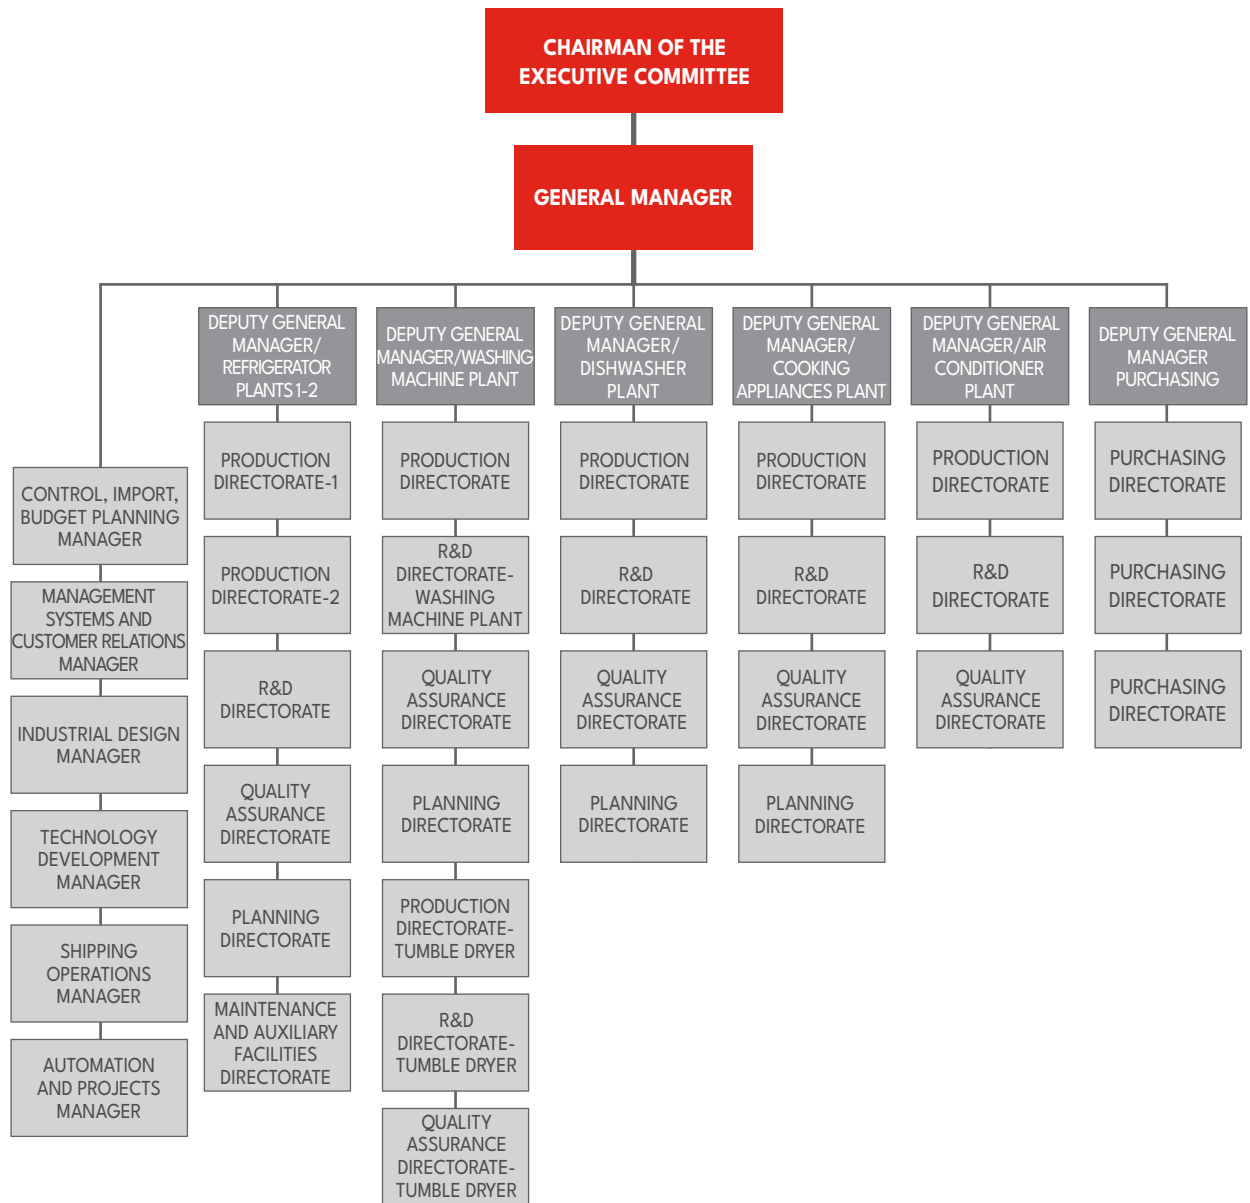 CHAIRMAN OF THE
EXECUTIVE COMMITTEE
GENERAL MANAGER
CONTROL, IMPORT,
BUDGET PLANNING
MANAGER
MANAGEMENT
SYSTEMS AND
CUSTOMER RELATIONS
MANAGER
INDUSTRIAL DESIGN
MANAGER
TECHNOLOGY
DEVELOPMENT
MANAGER
SHIPPING
OPERATIONS
MANAGER
AUTOMATION
AND PROJECTS
MANAGER
DEPUTY GENERAL
MANAGER/
REFRIGERATOR
PLANTS 1-2
PRODUCTION
DIRECTORATE-1
PRODUCTION
DIRECTORATE-2
R&D
DIRECTORATE
QUALITY
ASSURANCE
DIRECTORATE
PLANNING
DIRECTORATE
MAINTENANCE
AND AUXILIARY
FACILITIES
DIRECTORATE
DEPUTY GENERAL
MANAGER/WASHING
MACHINE PLANT
PRODUCTION
DIRECTORATE
R&D
DIRECTORATE-
WASHING
MACHINE PLANT
QUALITY
ASSURANCE
DIRECTORATE
PLANNING
DIRECTORATE
PRODUCTION
DIRECTORATE-
TUMBLE DRYER
R&D
DIRECTORATE-
TUMBLE DRYER
QUALITY
ASSURANCE
DIRECTORATE-
TUMBLE DRYER
DEPUTY GENERAL
MANAGER/
DISHWASHER
PLANT
PRODUCTION
DIRECTORATE
R&D
DIRECTORATE
QUALITY
ASSURANCE
DIRECTORATE
PLANNING
DIRECTORATE
DEPUTY GENERAL
MANAGER/
COOKING
APPLIANCES PLANT
PRODUCTION
DIRECTORATE
R&D
DIRECTORATE
QUALITY
ASSURANCE
DIRECTORATE
PLANNING
DIRECTORATE
DEPUTY GENERAL
MANAGER/AIR
CONDITIONER
PLANT
PRODUCTION
DIRECTORATE
R&D
DIRECTORATE
QUALITY
ASSURANCE
DIRECTORATE
DEPUTY GENERAL
MANAGER
PURCHASING
PURCHASING
DIRECTORATE
PURCHASING
DIRECTORATE
PURCHASING
DIRECTORATE